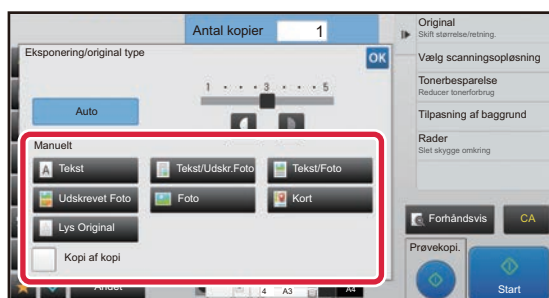 Antal kopier 1
Eksponering/original type
OK
1 3 5
Auto
Manuelt
Tekst
Tekst/Udskr.Foto
Tekst/Foto
Udskrevet Foto
Foto
Kort
Lys Original
Kopi af kopi
Andet
4 A3
A4
Original
Skift størrelse/retning.
Vælg scanningsopløsning
Tonerbesparelse
Reducer tonerforbrug
Tilpasning af baggrund
Rader
Slet skygge omkring
Forhåndsvis
CA
Prøvekopi.
Start